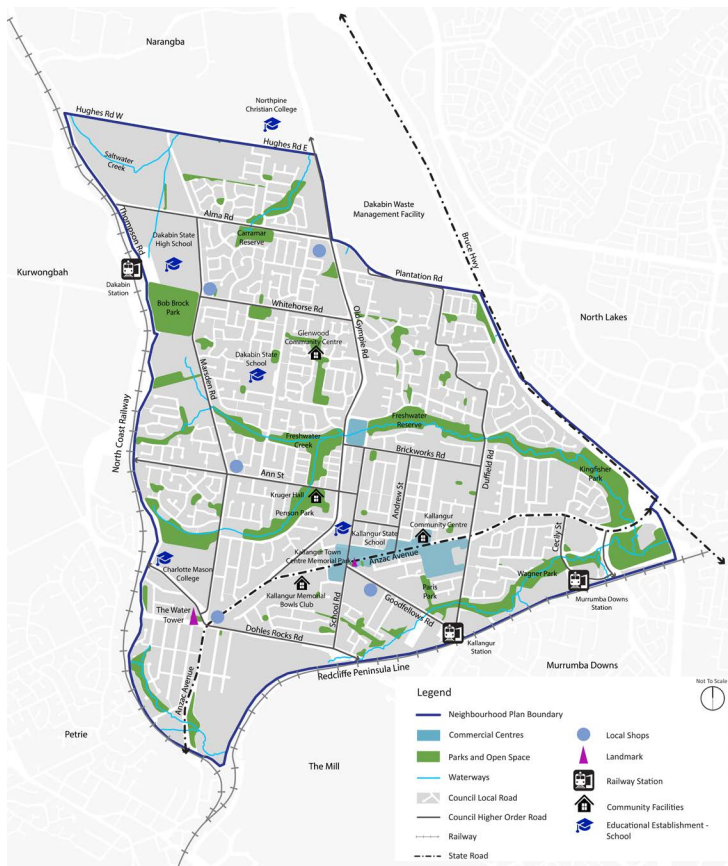 Narangba
Northpine
Christian College
Hughes Rd W
Hughes Rd E
Saltwater
Creek
Thompson Rd
Alma Rd
Dakabin Waste
Management Facility
Bruce Hwy
Dakabin State
High School
Carramar
Reserve
Kurwongbah
Dakabin
Station
Plantation Rd
Bob Brock
Park
Whitehorse Rd
Old Gympie Rd
North Lakes
Glenwood
Community Centre
Dakabin State
School
Marsden Rd
North Coast Railway
Freshwater
Creek
Freshwater
Reserve
Brickworks Rd
Duffield Rd
Kingfisher
Park
Ann St
Andrew St
Kruger Hall
Penson Park
Kallangur State
School
Kallangur
Community Centre
Cecily St
Kallangur Town
Centre Memorial Park
Anzac Avenue
Charlotte Mason
College
Kallangur Memorial
Bowls Club
School Rd
Paris
Park
Wagner Park
Goodfellows Rd
Murrumba Downs
Station
The Water
Tower
Dohles Rocks Rd
Kallangur
Station
Redcliffe Peninsula Line
Murrumba Downs
Anzac Avenue
Petrie
The Mill
Not To Scale
Legend
Neighbourhood Plan Boundary
Commercial Centres
Parks and Open Space
Waterways
Council Local Road
Council Higher Order Road
Railway
State Road
Local Shops
Landmark
Railway Station
Community Facilities
Educational Establishment -
School